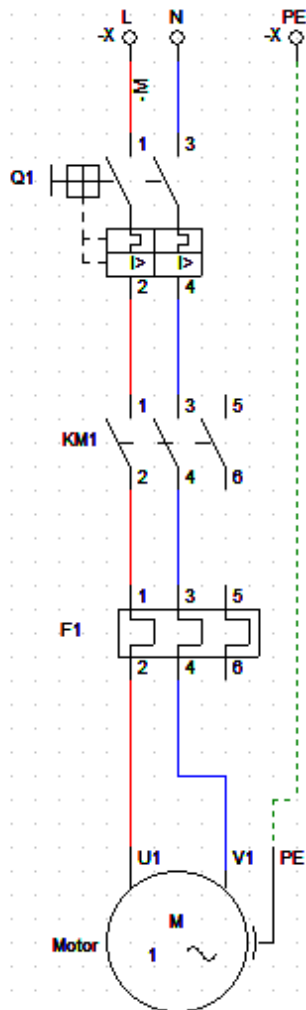 L N PE
-X -X
-M
1 3
Q1
I> I>
2 4
1 3 5
KM1
2 4 6
1 3 5
F1
2 4 6
U1 V1 PE
M
Motor 1